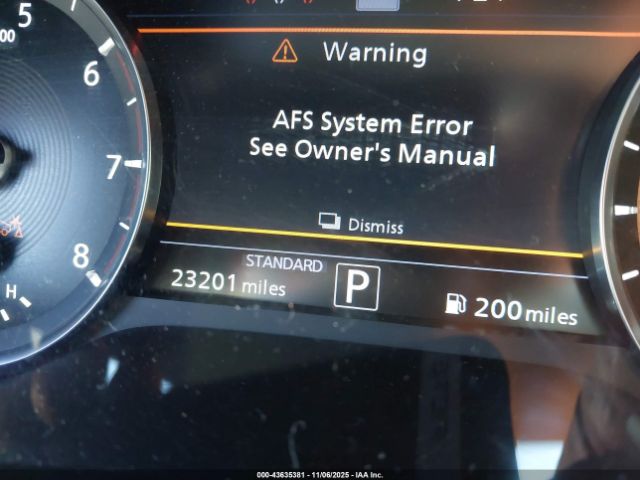 5
00
6
7
8
H
Warning
AFS System Error
See Owner's Manual
Dismiss
STANDARD
23201 miles
P
200 miles
000-43635381 - 11/06/2025 - IAA Inc.